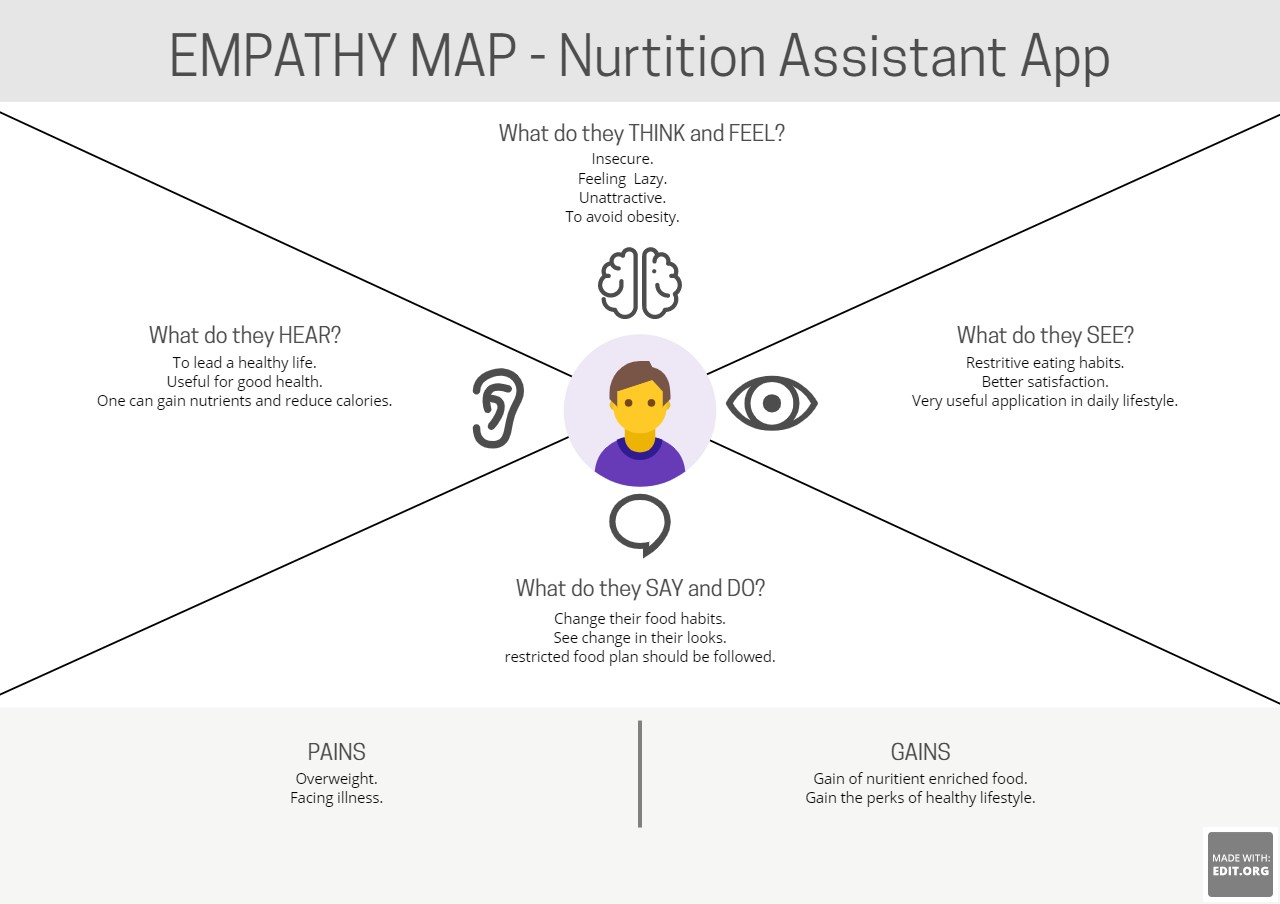 EMPATHY MAP - Nurtition Assistant App
What do they THINK and FEEL?
Insecure.
Feeling  Lazy.
Unattractive.
To avoid obesity.
What do they HEAR?
To lead a healthy life.
Useful for good health.
One can gain nutrients and reduce calories.
What do they SEE?
Restritive eating habits.
Better satisfaction.
Very useful application in daily lifestyle.
What do they SAY and DO?
Change their food habits.
See change in their looks.
restricted food plan should be followed.
PAINS
Overweight.
Facing illness.
GAINS
Gain of nuritient enriched food.
Gain the perks of healthy lifestyle.
MADE WITH:
EDIT.ORG